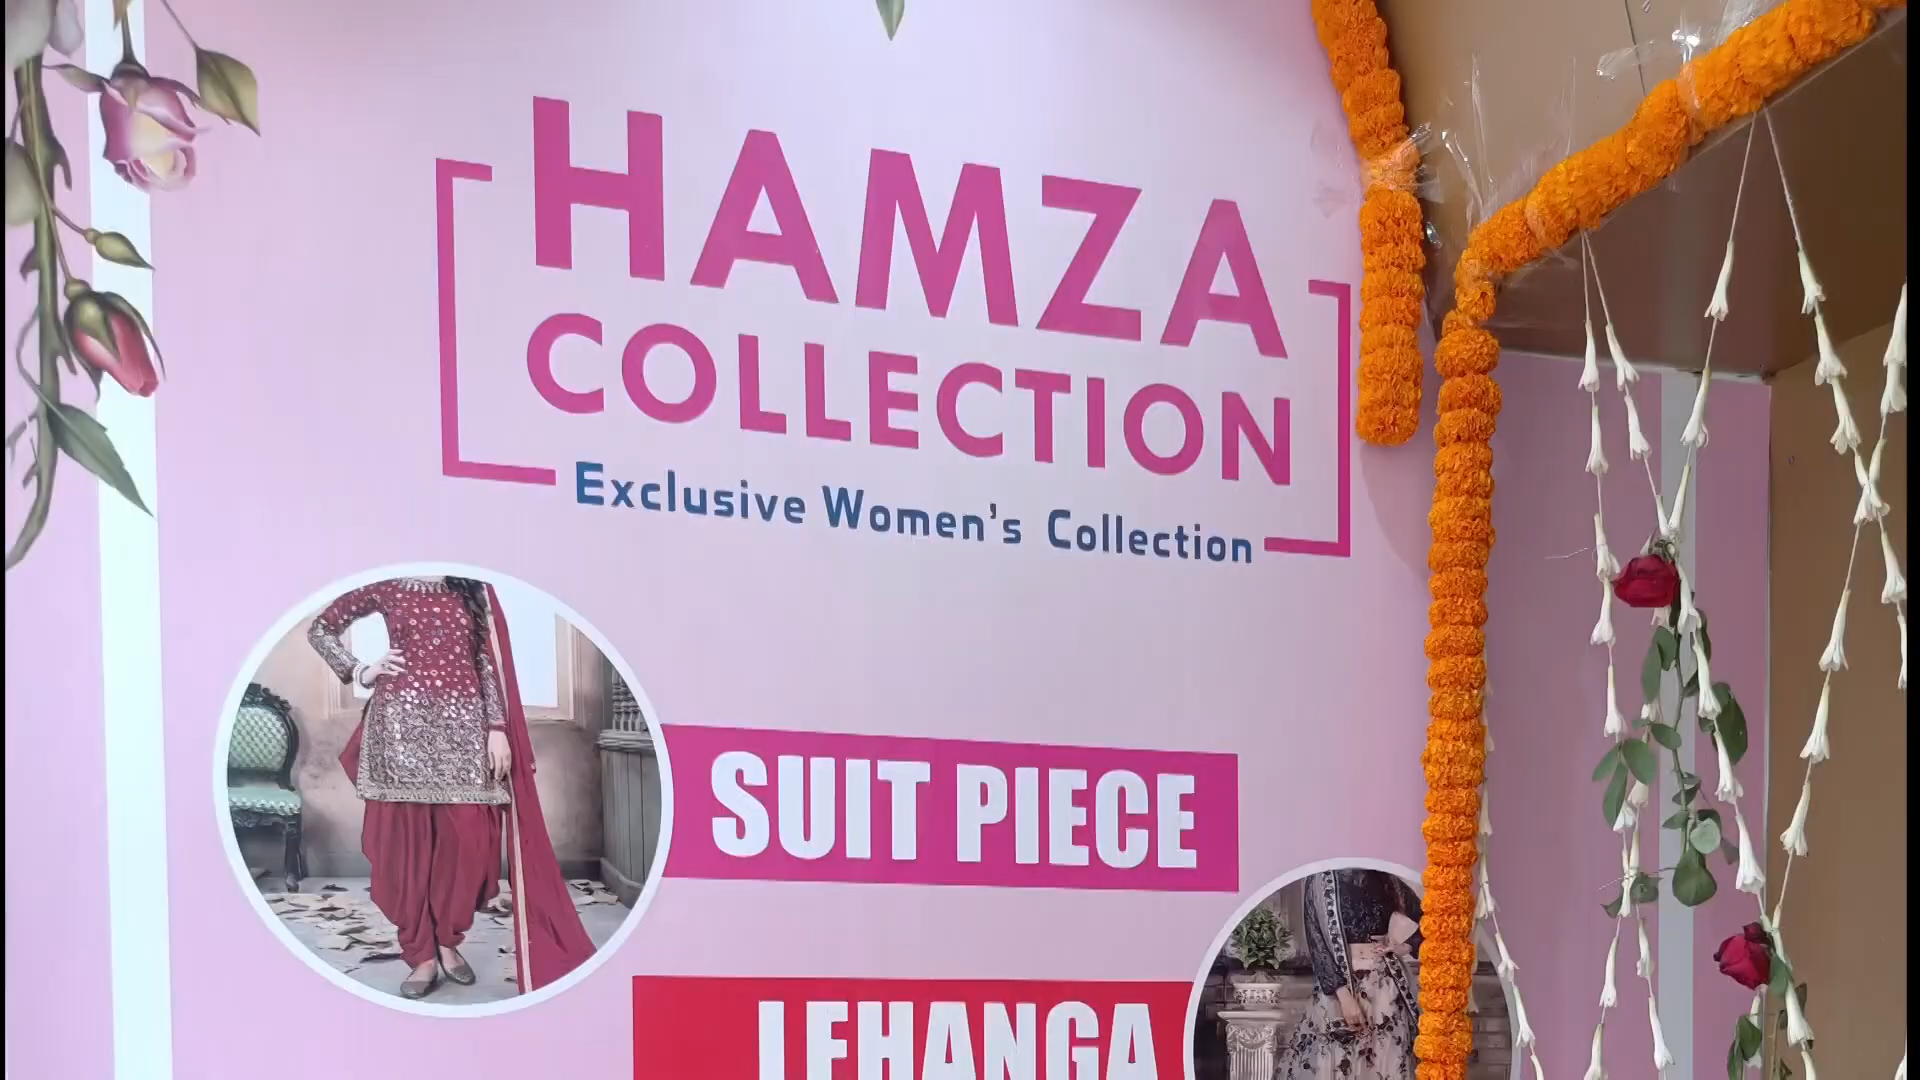 HAMZA
COLLECTION
Exclusive Women's Collection
SUIT PIECE
LEHANGA